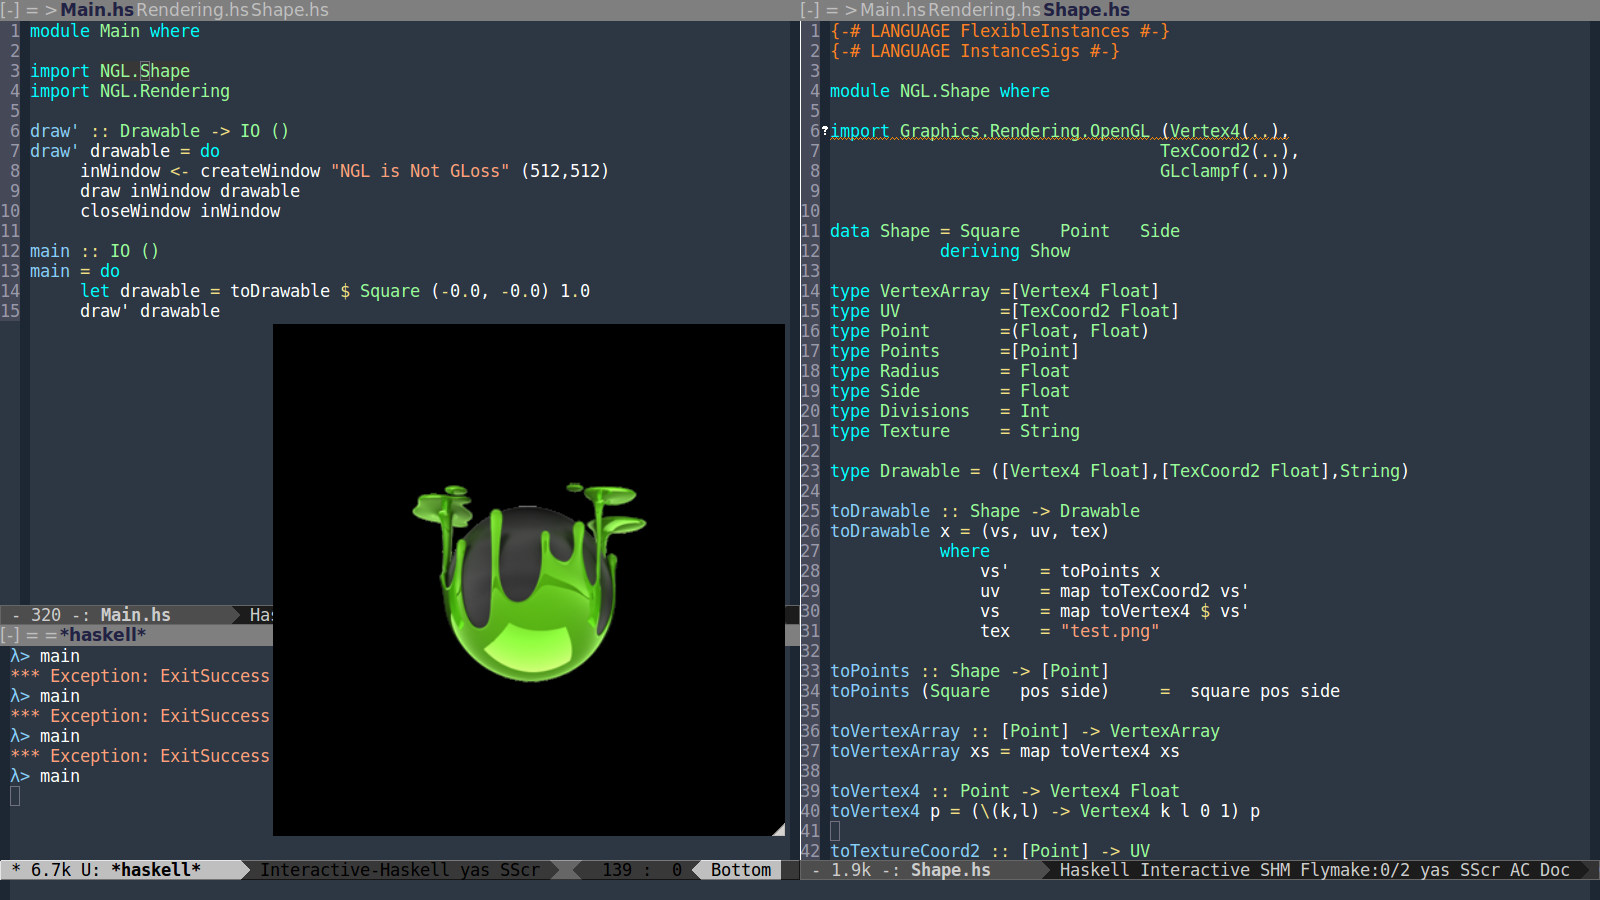 [-] = > Main.hs Rendering.hs Shape.hs
1 module Main where
2
3 import NGL.Shape
4 import NGL.Rendering
5
6 draw' :: Drawable -> IO ()
7 draw' drawable = do
8 inWindow <- createWindow "NGL is Not GLoss" (512,512)
9 draw inWindow drawable
10 closeWindow inWindow
11
12 main :: IO ()
13 main = do
14 let drawable = toDrawable $ Square (-0.0, -0.0) 1.0
15 draw' drawable
- 320 -: Main.hs Has
[-] = = *haskell*
λ> main
*** Exception: ExitSuccess
λ> main
*** Exception: ExitSuccess
λ> main
*** Exception: ExitSuccess
λ> main
* 6.7k U: *haskell* Interactive-Haskell yas SScr 139 : 0 Bottom
[-] = > Main.hs Rendering.hs Shape.hs
1 {-# LANGUAGE FlexibleInstances #-}
2 {-# LANGUAGE InstanceSigs #-}
3
4 module NGL.Shape where
5
6 ? import Graphics.Rendering.OpenGL (Vertex4(..),
7 TexCoord2(..),
8 GLclampf(..))
9
10
11 data Shape = Square Point Side
12 deriving Show
13
14 type VertexArray =[Vertex4 Float]
15 type UV =[TexCoord2 Float]
16 type Point =(Float, Float)
17 type Points =[Point]
18 type Radius = Float
19 type Side = Float
20 type Divisions = Int
21 type Texture = String
22
23 type Drawable = ([Vertex4 Float],[TexCoord2 Float],String)
24
25 toDrawable :: Shape -> Drawable
26 toDrawable x = (vs, uv, tex)
27 where
28 vs' = toPoints x
29 uv = map toTexCoord2 vs'
30 vs = map toVertex4 $ vs'
31 tex = "test.png"
32
33 toPoints :: Shape -> [Point]
34 toPoints (Square pos side) = square pos side
35
36 toVertexArray :: [Point] -> VertexArray
37 toVertexArray xs = map toVertex4 xs
38
39 toVertex4 :: Point -> Vertex4 Float
40 toVertex4 p = (\(k,l) -> Vertex4 k l 0 1) p
41
42 toTextureCoord2 :: [Point] -> UV
- 1.9k -: Shape.hs Haskell Interactive SHM Flymake:0/2 yas SScr AC Doc